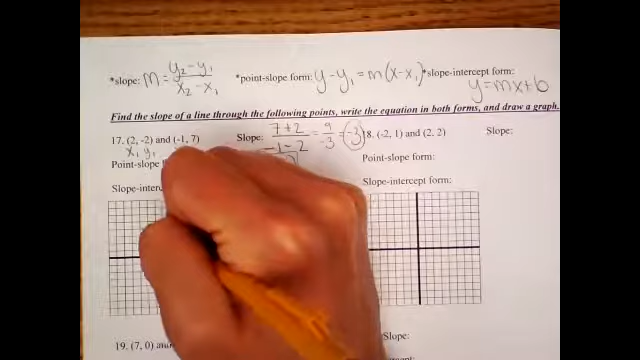 *slope: m = y₂ - y₁ / x₂ - x₁ *point-slope form: y - y₁ = m(x - x₁) *slope-intercept form: y = mx + b
Find the slope of a line through the following points, write the equation in both forms, and draw a graph.
17. (2, -2) and (-1, 7) Slope: 7 + 2 / -1 - 2 = 9 / -3 = -3 18. (-2, 1) and (2, 2) Slope:
x₁ y₁
Point-slope Point-slope form:
Slope-inter Slope-intercept form:
19. (7, 0) and Slope: